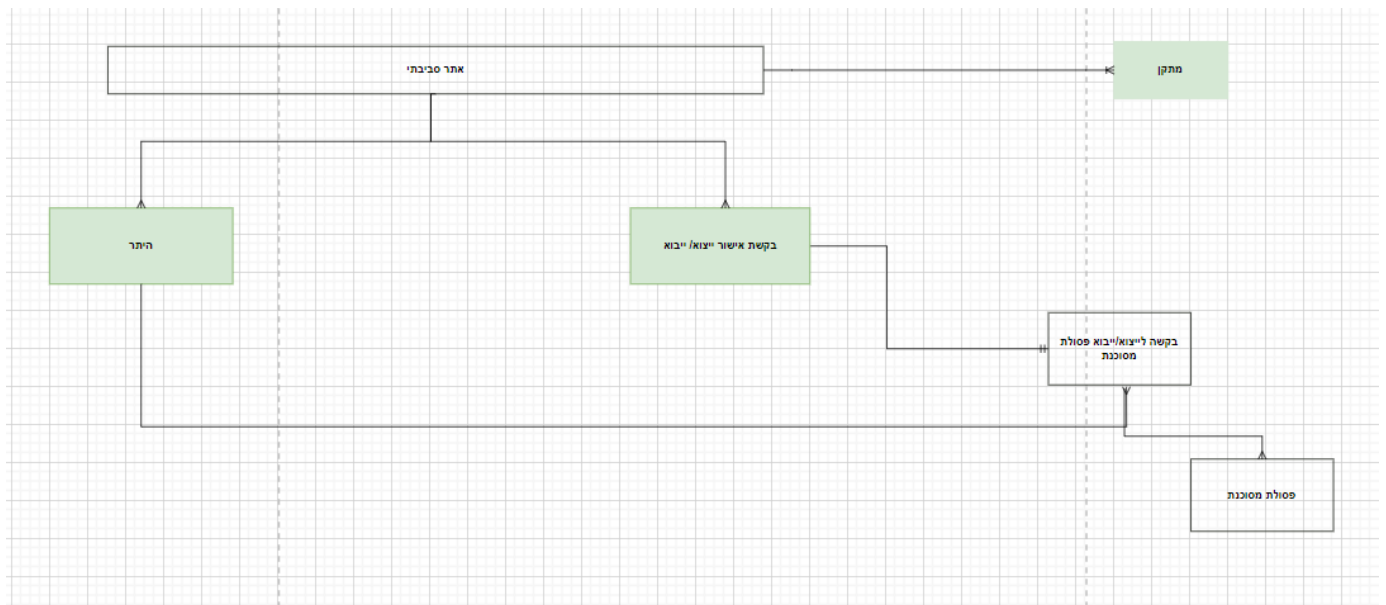 אתר סביבתי
מתקן
היתר
בקשת אישור ייצוא/ ייבוא
בקשה לייצוא/ייבוא פסולת
מסוכנת
פסולת מסוכנת